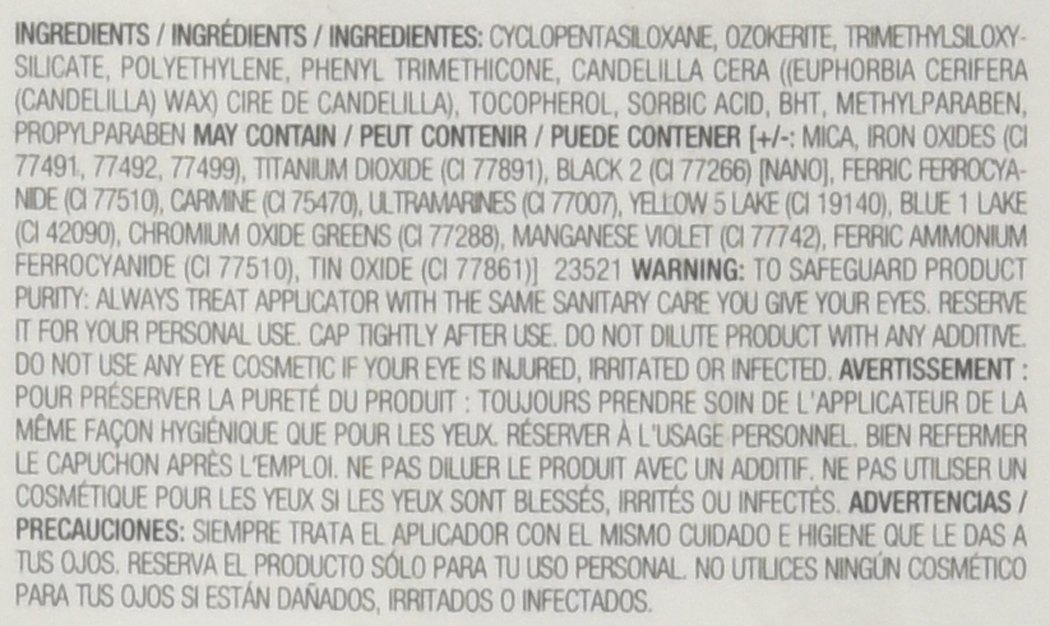 INGREDIENTS / INGRÉDIENTS / INGREDIENTES: CYCLOPENTASILOXANE, OZOKERITE, TRIMETHYLSILOXY-
SILICATE, POLYETHYLENE, PHENYL TRIMETHICONE, CANDELILLA CERA ((EUPHORBIA CERIFERA
(CANDELILLA) WAX) CIRE DE CANDELILLA), TOCOPHEROL, SORBIC ACID, BHT, METHYLPARABEN,
PROPYLPARABEN MAY CONTAIN / PEUT CONTENIR / PUEDE CONTENER [+/-: MICA, IRON OXIDES (CI
77491, 77492, 77499), TITANIUM DIOXIDE (CI 77891), BLACK 2 (CI 77266) [NANO], FERRIC FERROCYA-
NIDE (CI 77510), CARMINE (CI 75470), ULTRAMARINES (CI 77007), YELLOW 5 LAKE (CI 19140), BLUE 1 LAKE
(CI 42090), CHROMIUM OXIDE GREENS (CI 77288), MANGANESE VIOLET (CI 77742), FERRIC AMMONIUM
FERROCYANIDE (CI 77510), TIN OXIDE (CI 77861)] 23521 WARNING: TO SAFEGUARD PRODUCT
PURITY: ALWAYS TREAT APPLICATOR WITH THE SAME SANITARY CARE YOU GIVE YOUR EYES. RESERVE
IT FOR YOUR PERSONAL USE. CAP TIGHTLY AFTER USE. DO NOT DILUTE PRODUCT WITH ANY ADDITIVE.
DO NOT USE ANY EYE COSMETIC IF YOUR EYE IS INJURED, IRRITATED OR INFECTED. AVERTISSEMENT :
POUR PRÉSERVER LA PURETÉ DU PRODUIT : TOUJOURS PRENDRE SOIN DE L'APPLICATEUR DE LA
MÊME FAÇON HYGIÉNIQUE QUE POUR LES YEUX. RÉSERVER À L'USAGE PERSONNEL. BIEN REFERMER
LE CAPUCHON APRÈS L'EMPLOI. NE PAS DILUER LE PRODUIT AVEC UN ADDITIF. NE PAS UTILISER UN
COSMÉTIQUE POUR LES YEUX SI LES YEUX SONT BLESSÉS, IRRITÉS OU INFECTÉS. ADVERTENCIAS /
PRECAUCIONES: SIEMPRE TRATA EL APLICADOR CON EL MISMO CUIDADO E HIGIENE QUE LE DAS A
TUS OJOS. RESERVA EL PRODUCTO SÓLO PARA TU USO PERSONAL. NO UTILICES NINGÚN COSMÉTICO
PARA TUS OJOS SI ESTÁN DAÑADOS, IRRITADOS O INFECTADOS.